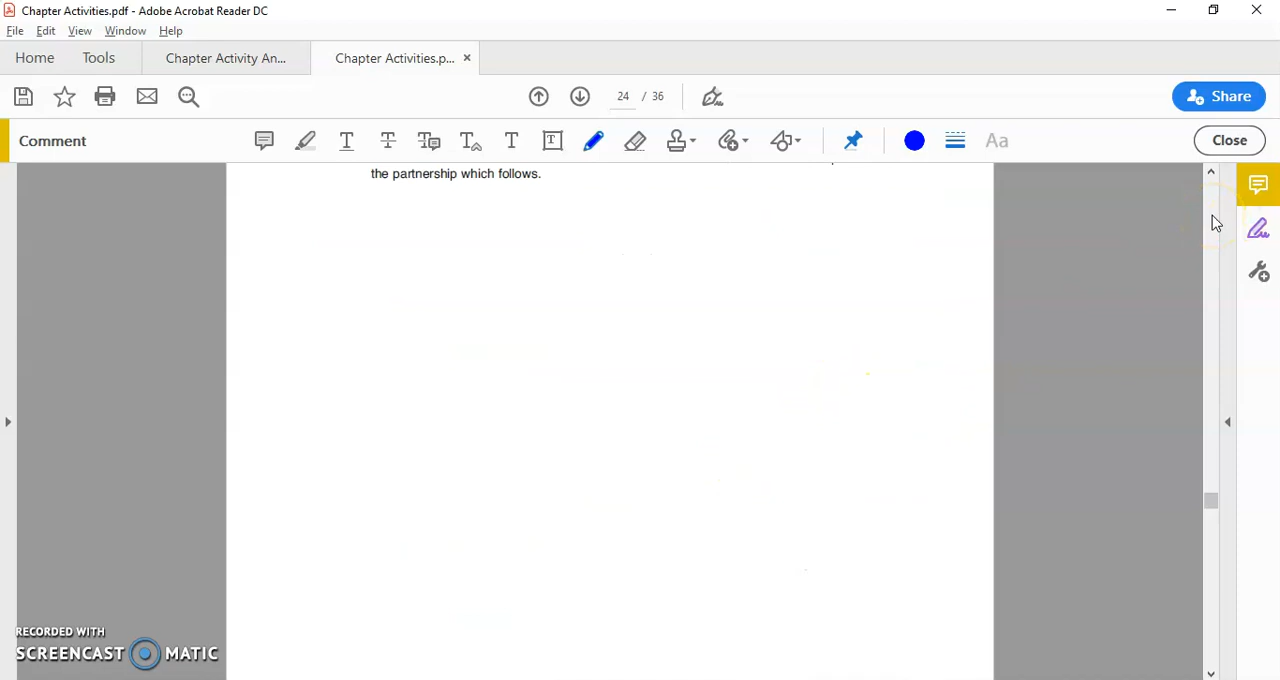 Chapter Activities.pdf - Adobe Acrobat Reader DC
File Edit View Window Help
Home Tools Chapter Activity An... Chapter Activities.p... ×
24 / 36 Share
Comment Aa Close
the partnership which follows.
RECORDED WITH
SCREENCAST MATIC